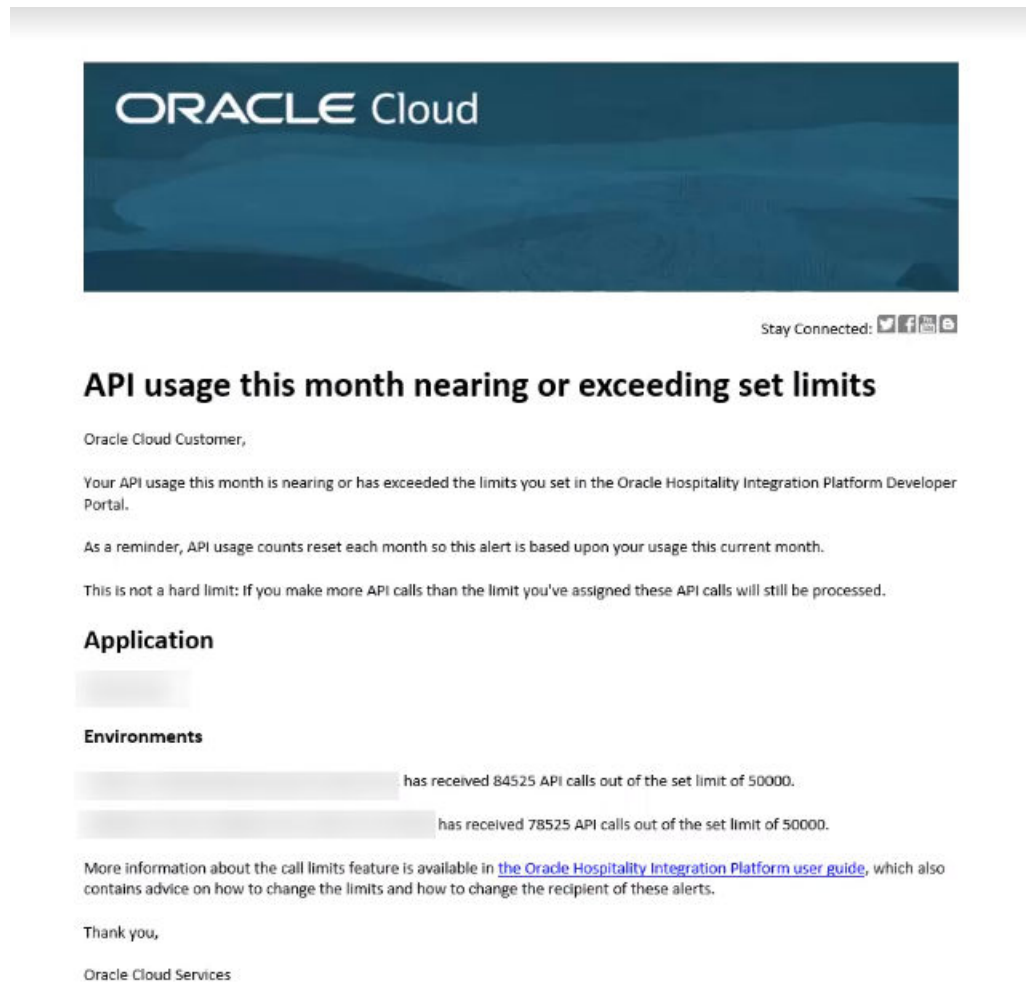 ORACLE Cloud
Stay Connected:
API usage this month nearing or exceeding set limits
Oracle Cloud Customer,
Your API usage this month is nearing or has exceeded the limits you set in the Oracle Hospitality Integration Platform Developer
Portal.
As a reminder, API usage counts reset each month so this alert is based upon your usage this current month.
This is not a hard limit: If you make more API calls than the limit you've assigned these API calls will still be processed.
Application
Environments
has received 84525 API calls out of the set limit of 50000.
has received 78525 API calls out of the set limit of 50000.
More information about the call limits feature is available in the Oracle Hospitality Integration Platform user guide, which also
contains advice on how to change the limits and how to change the recipient of these alerts.
Thank you,
Oracle Cloud Services